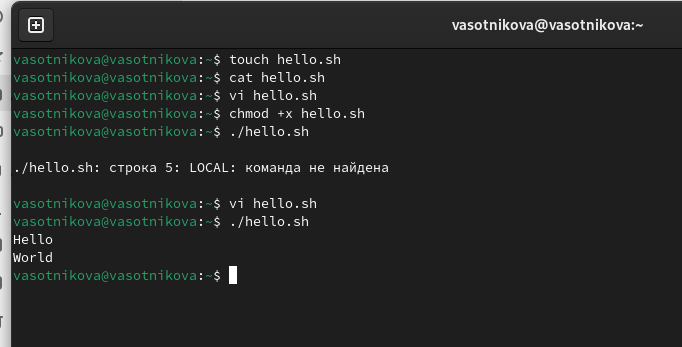 vasotnikova@vasotnikova:~
vasotnikova@vasotnikova:~$ touch hello.sh
vasotnikova@vasotnikova:~$ cat hello.sh
vasotnikova@vasotnikova:~$ vi hello.sh
vasotnikova@vasotnikova:~$ chmod +x hello.sh
vasotnikova@vasotnikova:~$ ./hello.sh
./hello.sh: строка 5: LOCAL: команда не найдена
vasotnikova@vasotnikova:~$ vi hello.sh
vasotnikova@vasotnikova:~$ ./hello.sh
Hello
World
vasotnikova@vasotnikova:~$